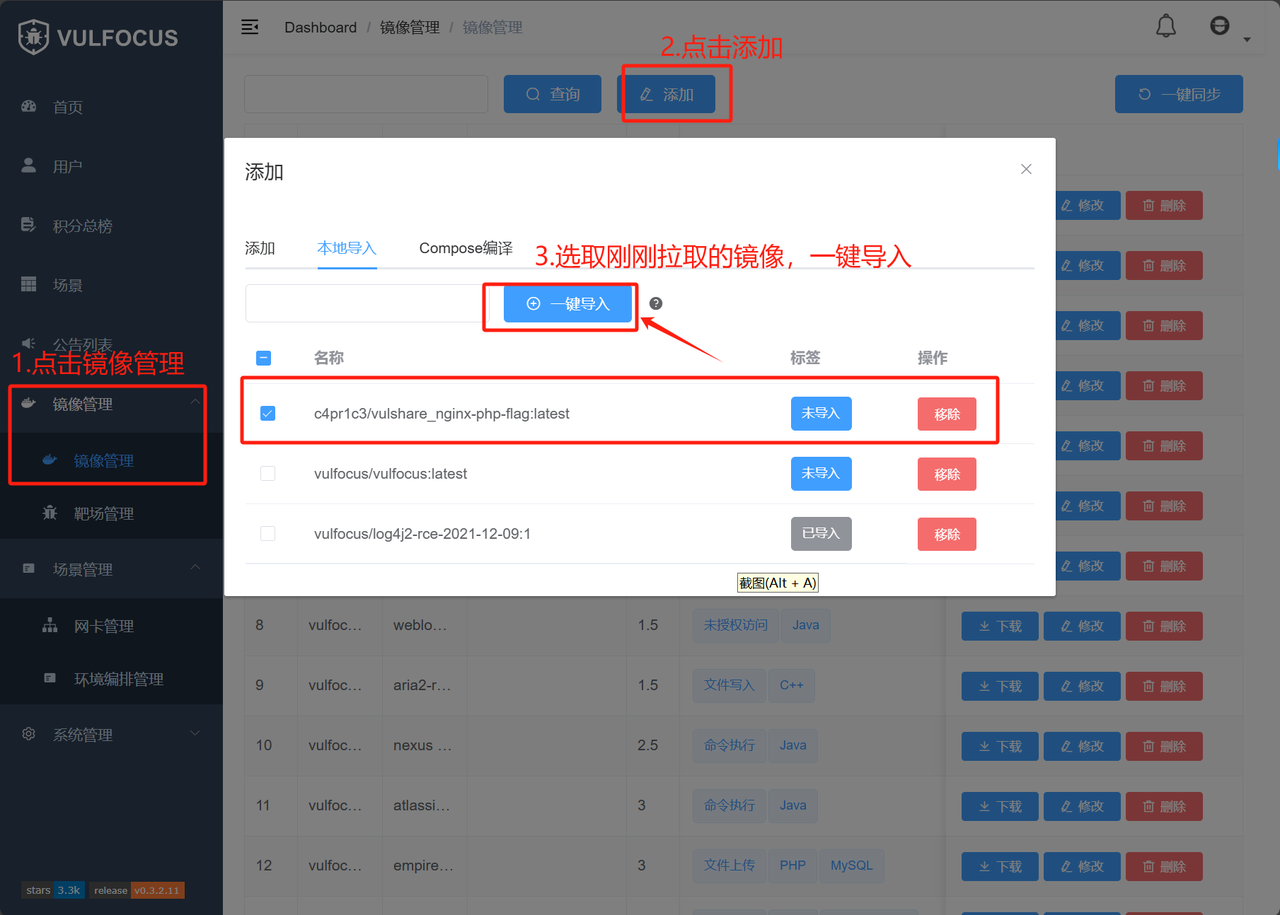 VULFOCUS
Dashboard / 镜像管理 / 镜像管理
2.点击添加
查询
添加
一键同步
首页
用户
积分总榜
场景
公告列表
1.点击镜像管理
镜像管理
镜像管理
靶场管理
场景管理
网卡管理
环境编排管理
系统管理
stars 3.3k release v0.3.2.11
添加
添加 本地导入 Compose编译
3.选取刚刚拉取的镜像，一键导入
一键导入
名称 标签 操作
c4pr1c3/vulshare_nginx-php-flag:latest 未导入 移除
vulfocus/vulfocus:latest 未导入 移除
vulfocus/log4j2-rce-2021-12-09:1 已导入 移除
截图(Alt + A)
修改 删除
修改 删除
修改 删除
修改 删除
修改 删除
修改 删除
修改 删除
8 vulfoc... weblo... 1.5 未授权访问 Java 下载 修改 删除
9 vulfoc... aria2-r... 1.5 文件写入 C++ 下载 修改 删除
10 vulfoc... nexus ... 2.5 命令执行 Java 下载 修改 删除
11 vulfoc... atlassi... 3 命令执行 Java 下载 修改 删除
12 vulfoc... empire... 3 文件上传 PHP MySQL 下载 修改 删除